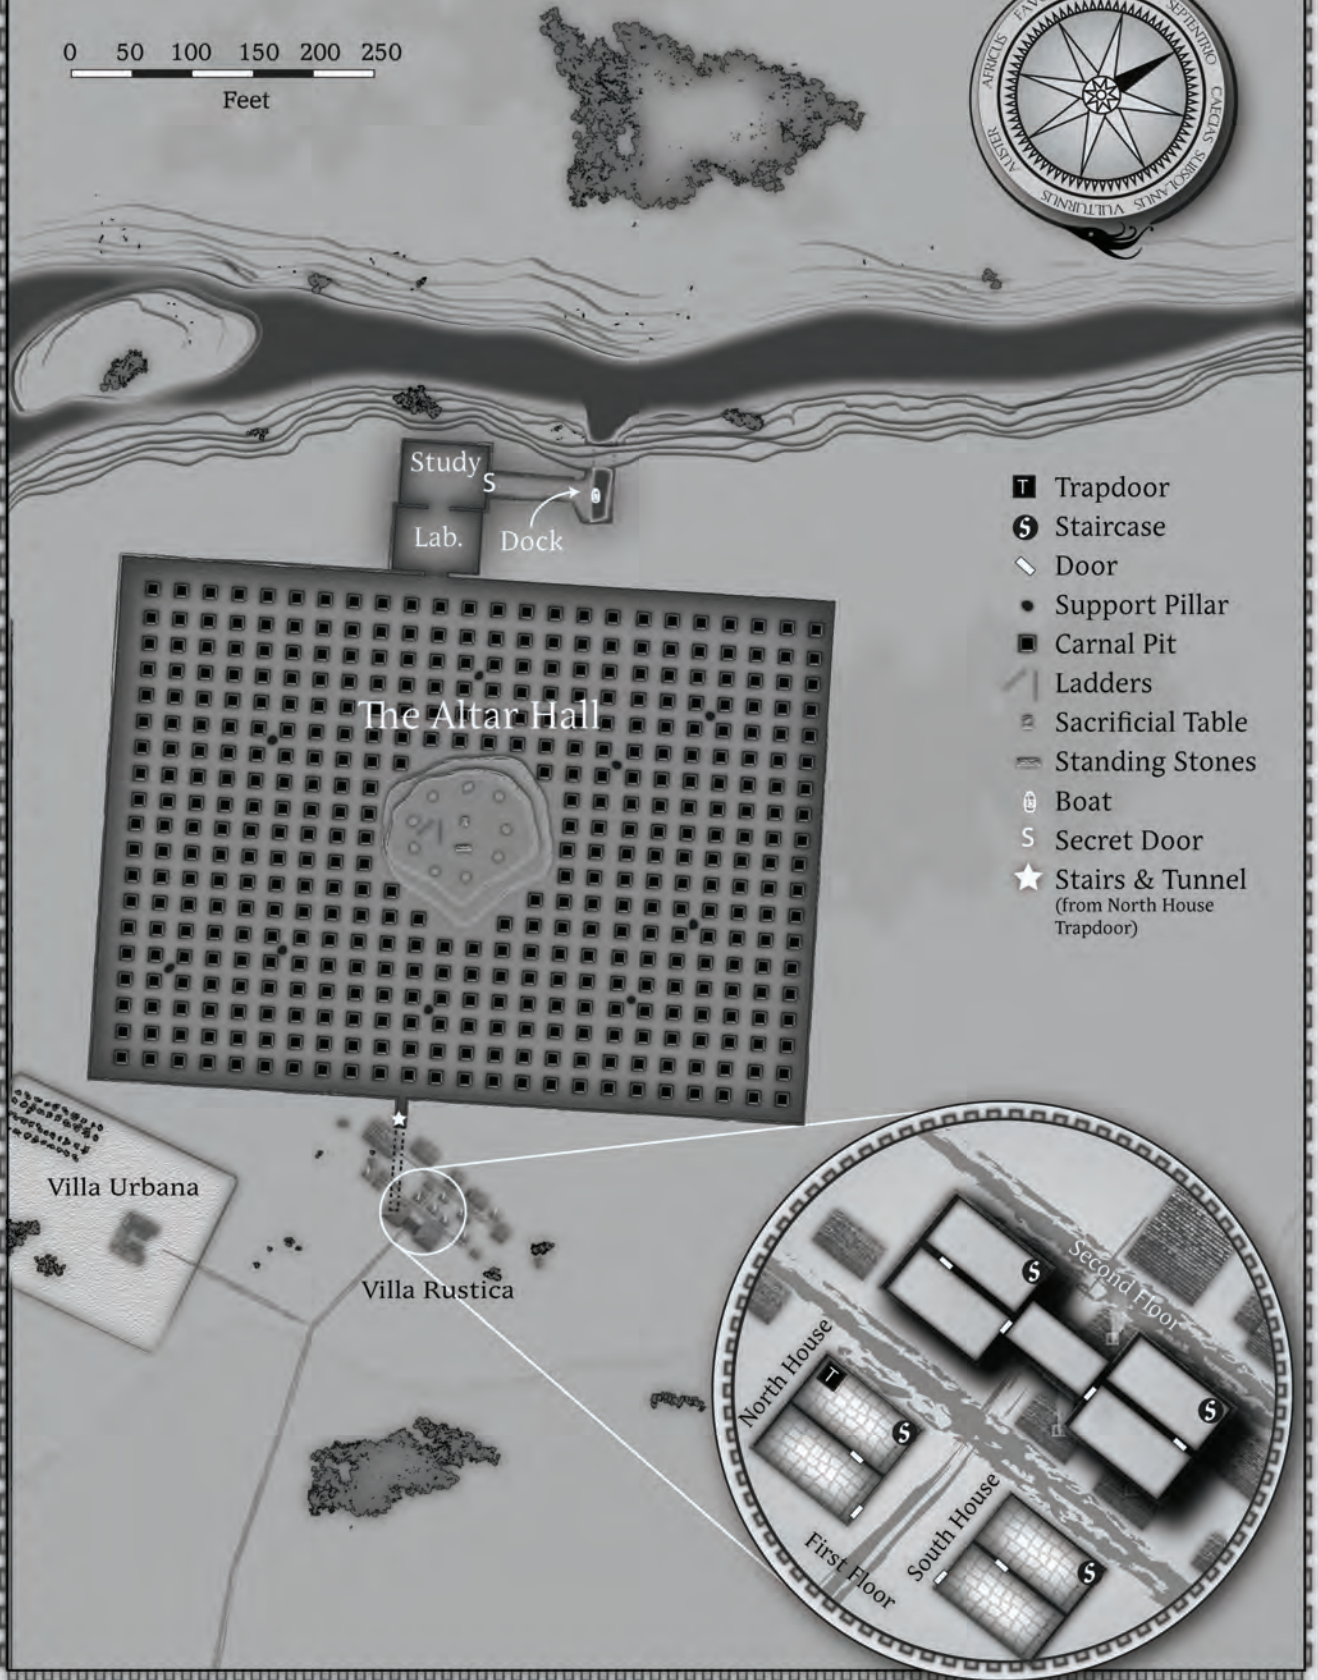 0 50 100 150 200 250
Feet
SEPTENTRIO
AFRICUS
CAECIAS
SUBSOLANUS
VULTURNUS
Study
S
Lab.
Dock
The Altar Hall
T Trapdoor
S Staircase
Door
Support Pillar
Carnal Pit
Ladders
Sacrificial Table
Standing Stones
Boat
S Secret Door
Stairs & Tunnel
(from North House
Trapdoor)
Villa Urbana
Villa Rustica
Second Floor
S
S
North House
T
S
South House
S
First Floor